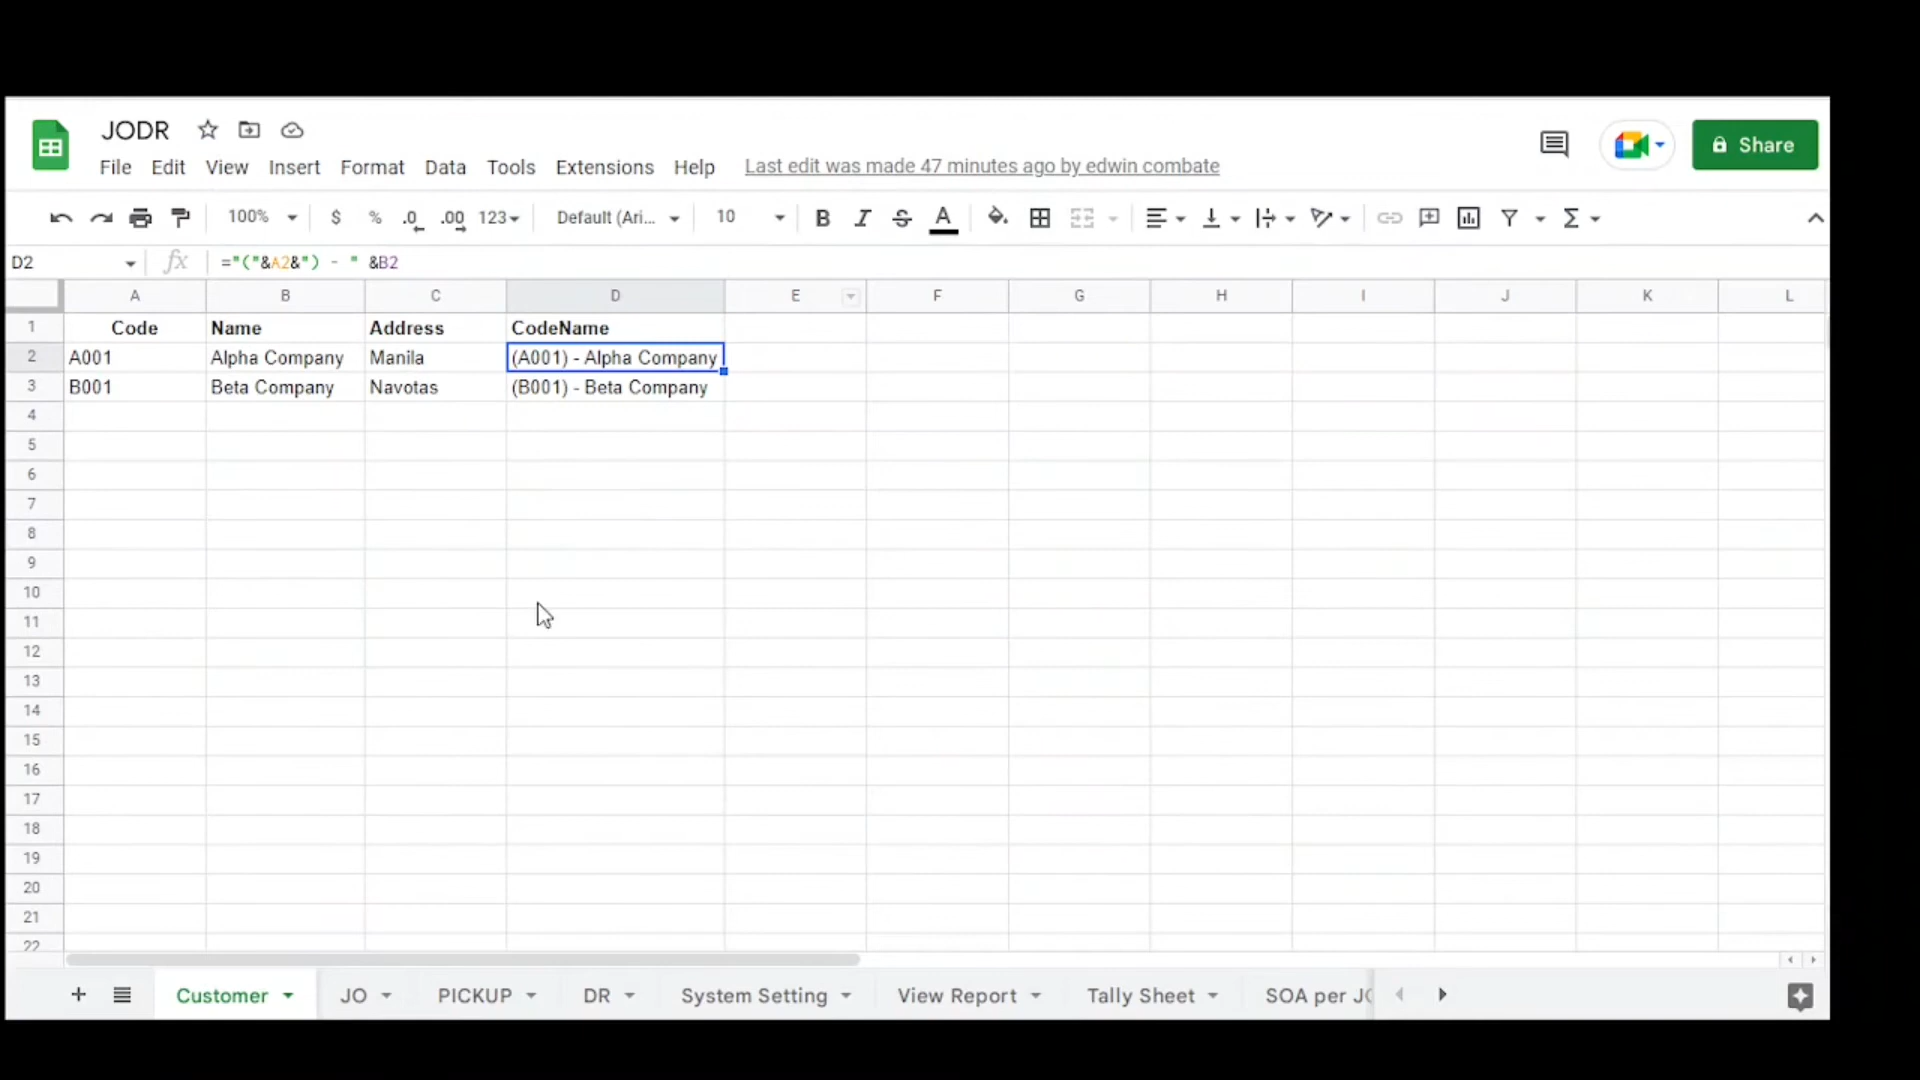 JODR
File Edit View Insert Format Data Tools Extensions Help Last edit was made 47 minutes ago by edwin combate
Share
100% $ % .0 .00 123 Default (Ari... 10 B I S A
D2 fx ="("&A2&") - " &B2
A B C D E F G H I J K L
1 Code Name Address CodeName
2 A001 Alpha Company Manila (A001) - Alpha Company
3 B001 Beta Company Navotas (B001) - Beta Company
4
5
6
7
8
9
10
11
12
13
14
15
16
17
18
19
20
21
22
+ Customer JO PICKUP DR System Setting View Report Tally Sheet SOA per JO